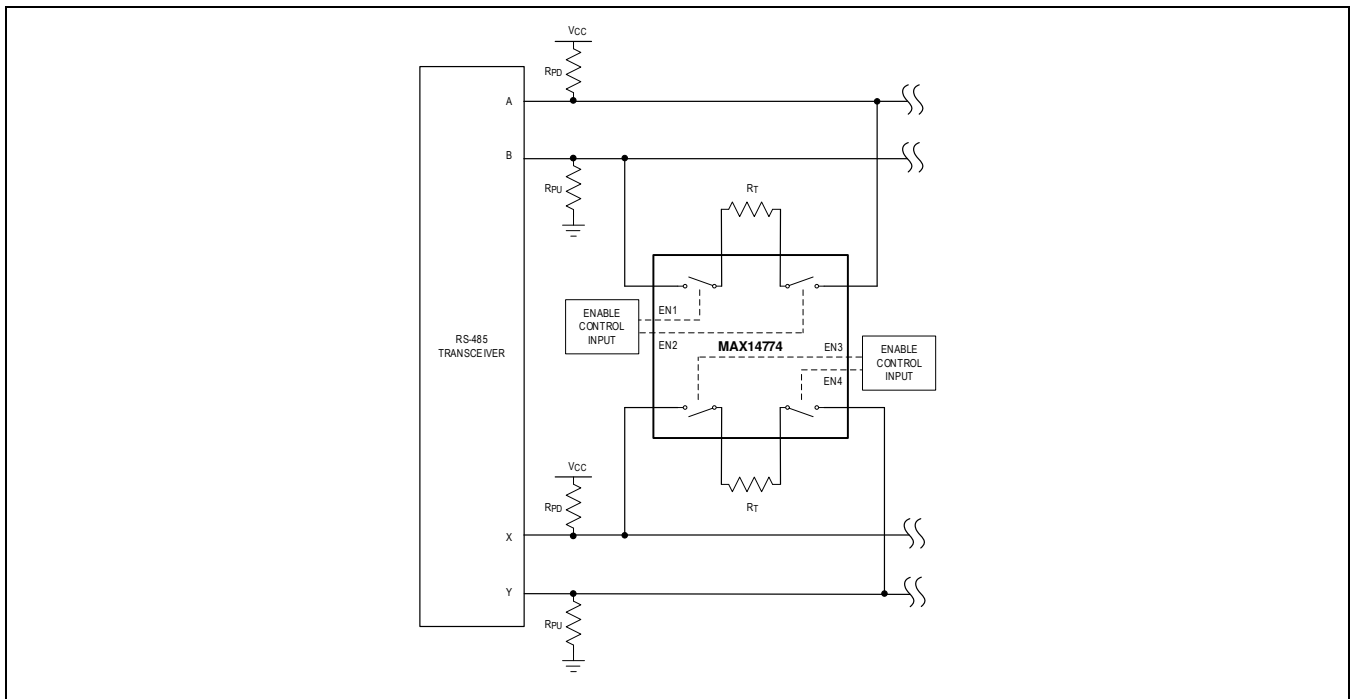 VCC
RPD
A
B
RPU
RT
ENABLE
CONTROL
INPUT
EN1
EN2
MAX14774
EN3
EN4
ENABLE
CONTROL
INPUT
RS-485
TRANSCEIVER
VCC
RPD
RT
X
Y
RPU